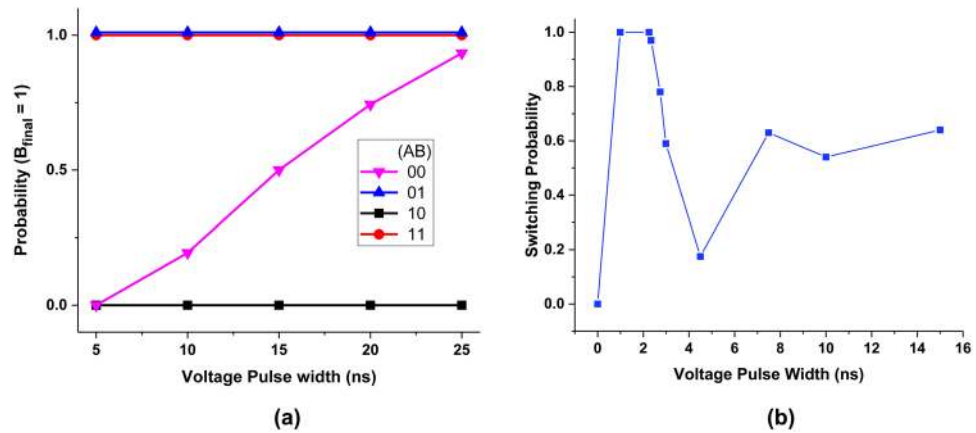 Probability (B_final = 1)
1.0
0.5
0.0
(AB)
00
01
10
11
5 10 15 20 25
Voltage Pulse width (ns)
(a)
Switching Probability
1.0
0.8
0.6
0.4
0.2
0.0
0 2 4 6 8 10 12 14 16
Voltage Pulse Width (ns)
(b)